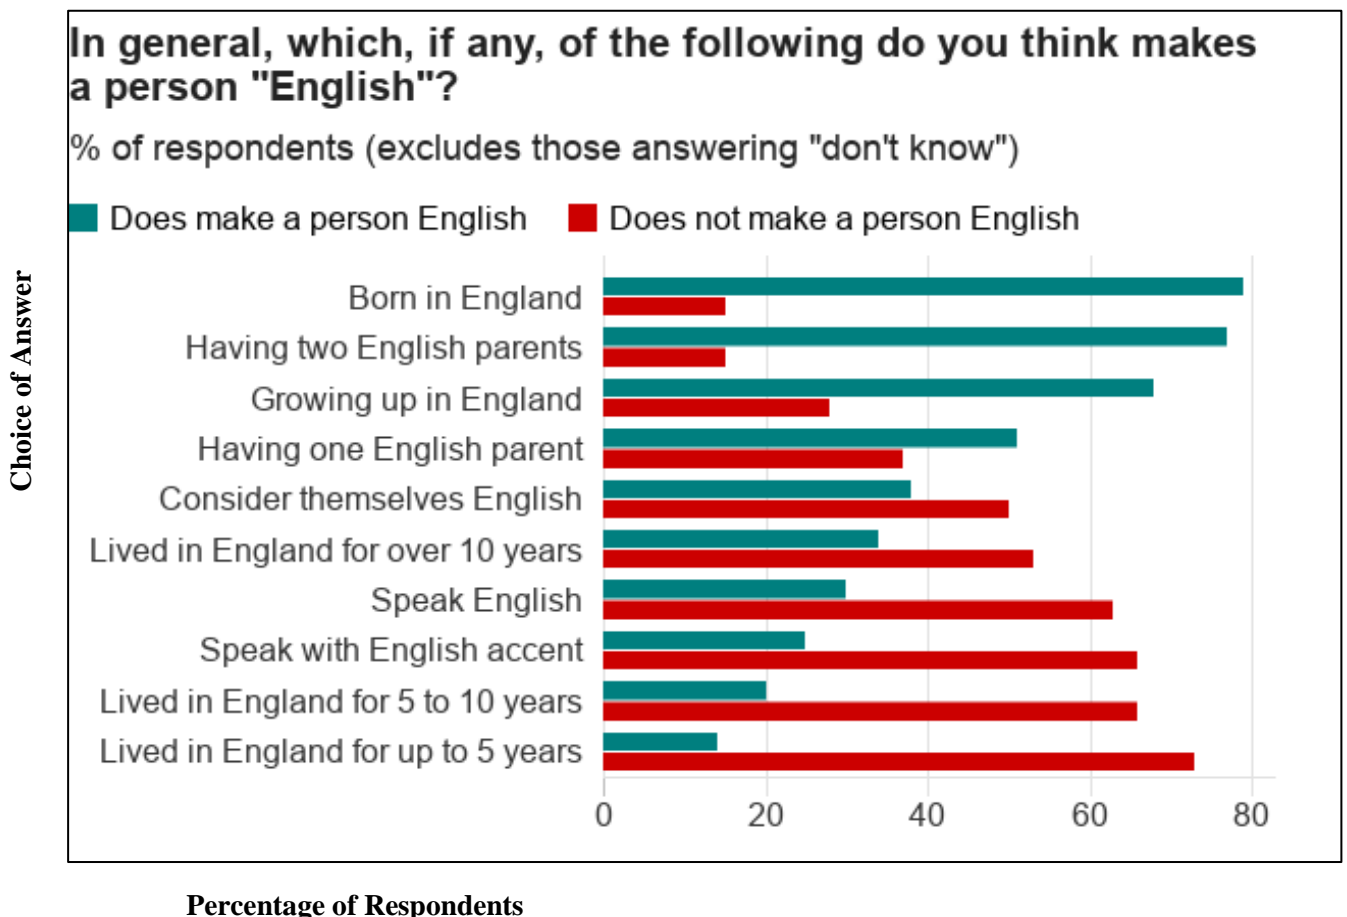 In general, which, if any, of the following do you think makes
a person "English"?
% of respondents (excludes those answering "don't know")
Does make a person English
Does not make a person English
Choice of Answer
Born in England
Having two English parents
Growing up in England
Having one English parent
Consider themselves English
Lived in England for over 10 years
Speak English
Speak with English accent
Lived in England for 5 to 10 years
Lived in England for up to 5 years
0 20 40 60 80
Percentage of Respondents